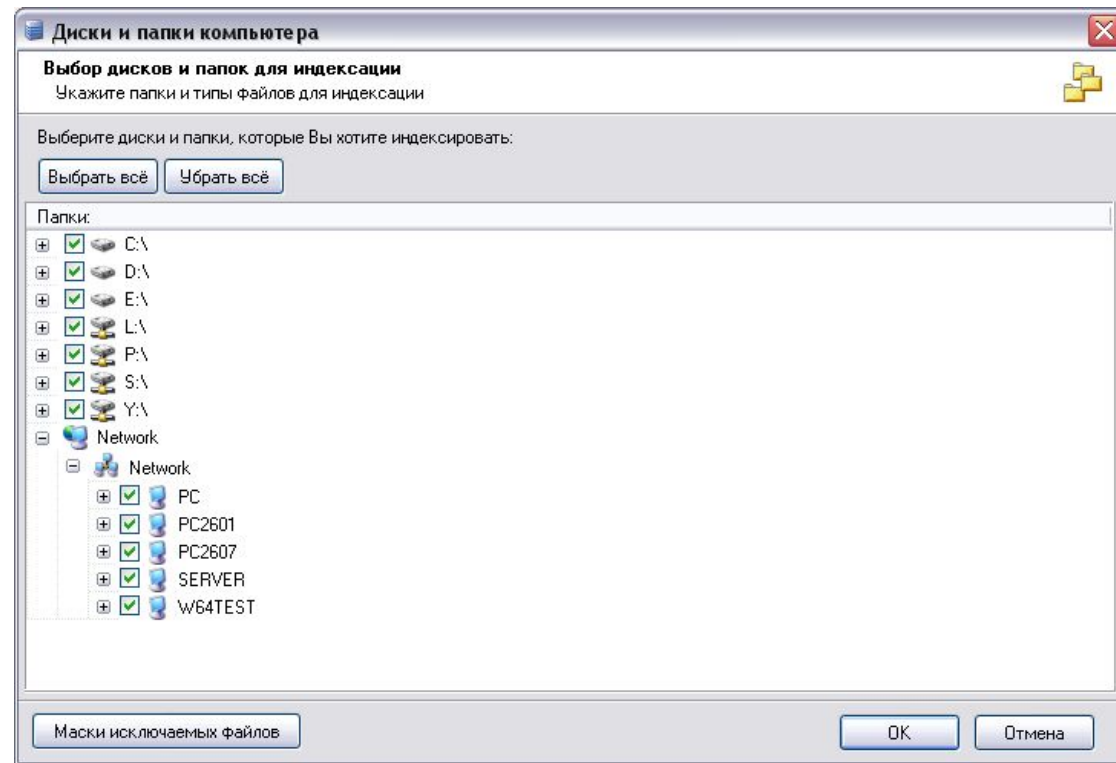 Диски и папки компьютера
Выбор дисков и папок для индексации
Укажите папки и типы файлов для индексации
Выберите диски и папки, которые Вы хотите индексировать:
Выбрать всё Убрать всё
Папки:
C:\
D:\
E:\
L:\
P:\
S:\
Y:\
Network
Network
PC
PC2601
PC2607
SERVER
W64TEST
Маски исключаемых файлов OK Отмена